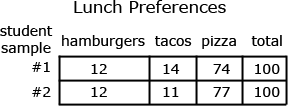 Lunch Preferences
student
sample hamburgers tacos pizza total
#1 12 14 74 100
#2 12 11 77 100